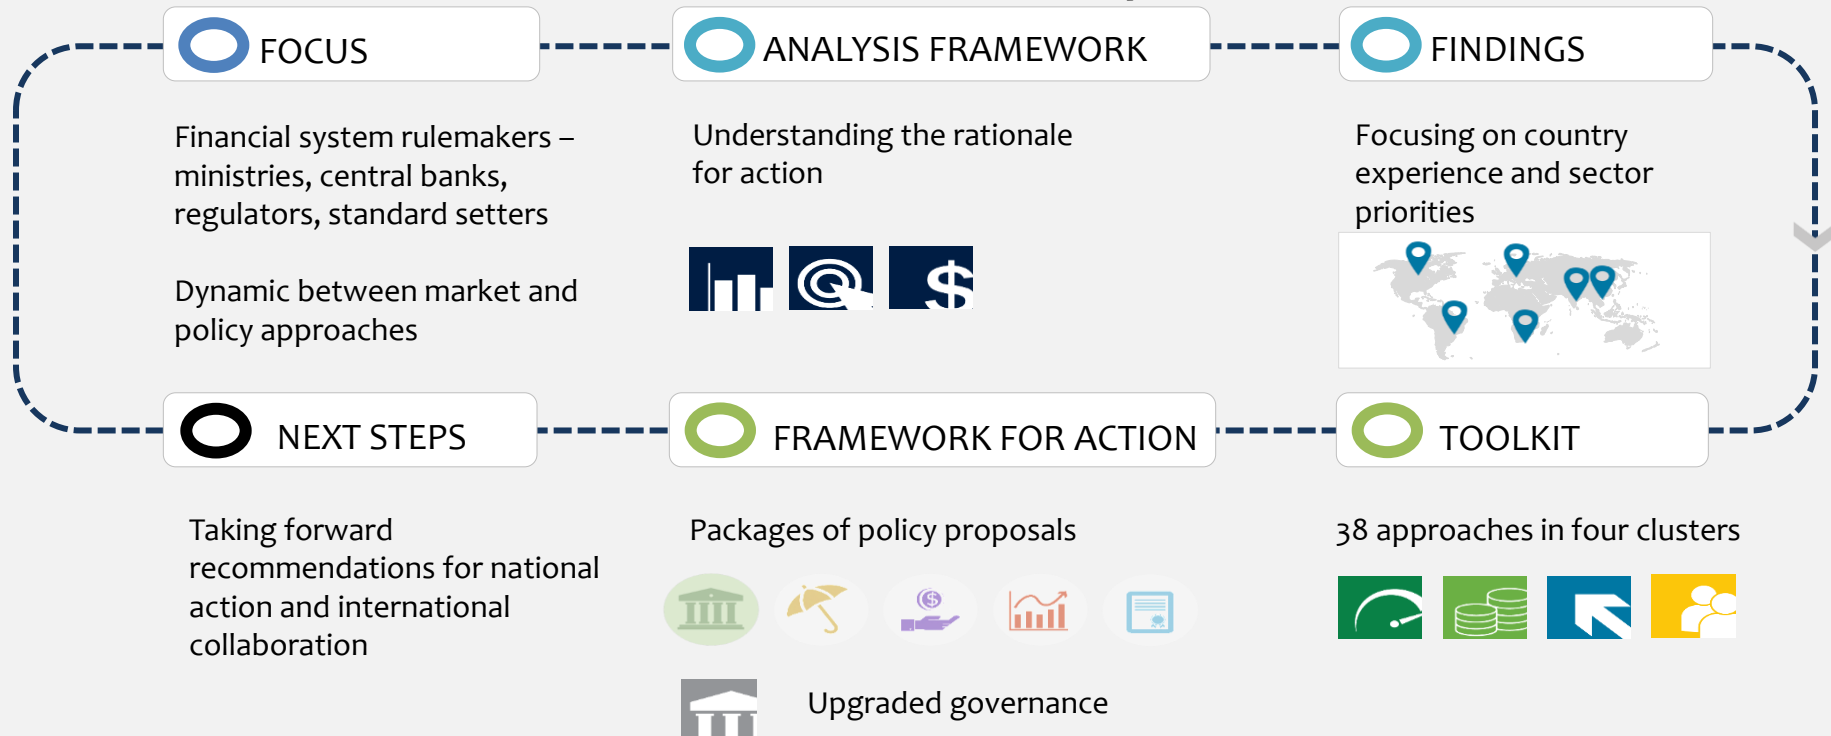 FOCUS
ANALYSIS FRAMEWORK
FINDINGS
Financial system rulemakers –
ministries, central banks,
regulators, standard setters
Dynamic between market and
policy approaches
Understanding the rationale
for action
$
Focusing on country
experience and sector
priorities
NEXT STEPS
FRAMEWORK FOR ACTION
TOOLKIT
Taking forward
recommendations for national
action and international
collaboration
Packages of policy proposals
$
Upgraded governance
38 approaches in four clusters